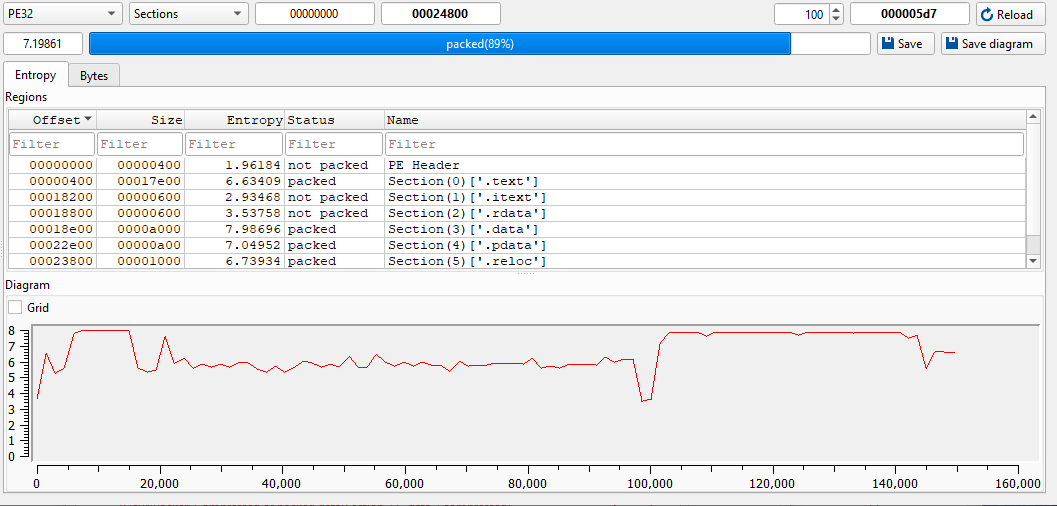 PE32 Sections 00000000 00024800 100 000005d7 Reload
7.19861 packed(89%) Save Save diagram
Entropy Bytes
Regions
Offset Size Entropy Status Name
Filter Filter Filter Filter Filter
00000000 00000400 1.96184 not packed PE Header
00000400 00017e00 6.63409 packed Section(0)['.text']
00018200 00000600 2.93468 not packed Section(1)['.itext']
00018800 00000600 3.53758 not packed Section(2)['.rdata']
00018e00 0000a000 7.98696 packed Section(3)['.data']
00022e00 00000a00 7.04952 packed Section(4)['.pdata']
00023800 00001000 6.73934 packed Section(5)['.reloc']
Diagram
Grid
8
7
6
5
4
3
2
1
0
0 20,000 40,000 60,000 80,000 100,000 120,000 140,000 160,000